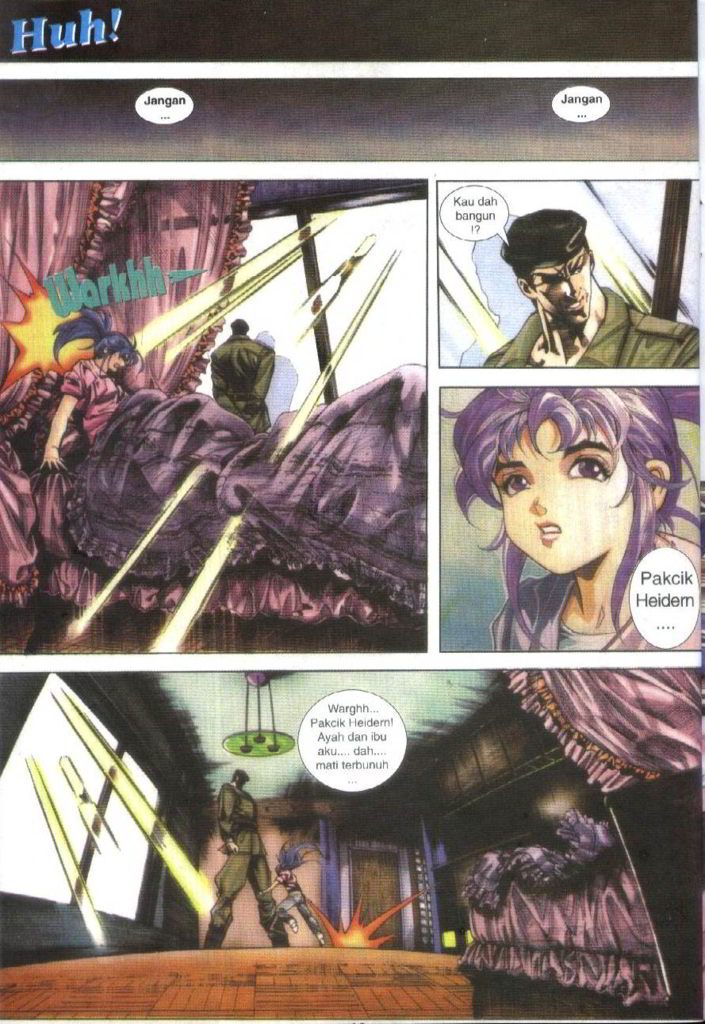 Huh!
Jangan
...
Jangan
...
Warkhh
Kau dah
bangun
!?
Pakcik
Heidern
....
Warghh...
Pakcik Heidern!
Ayah dan ibu
aku.... dah....
mati terbunuh
...